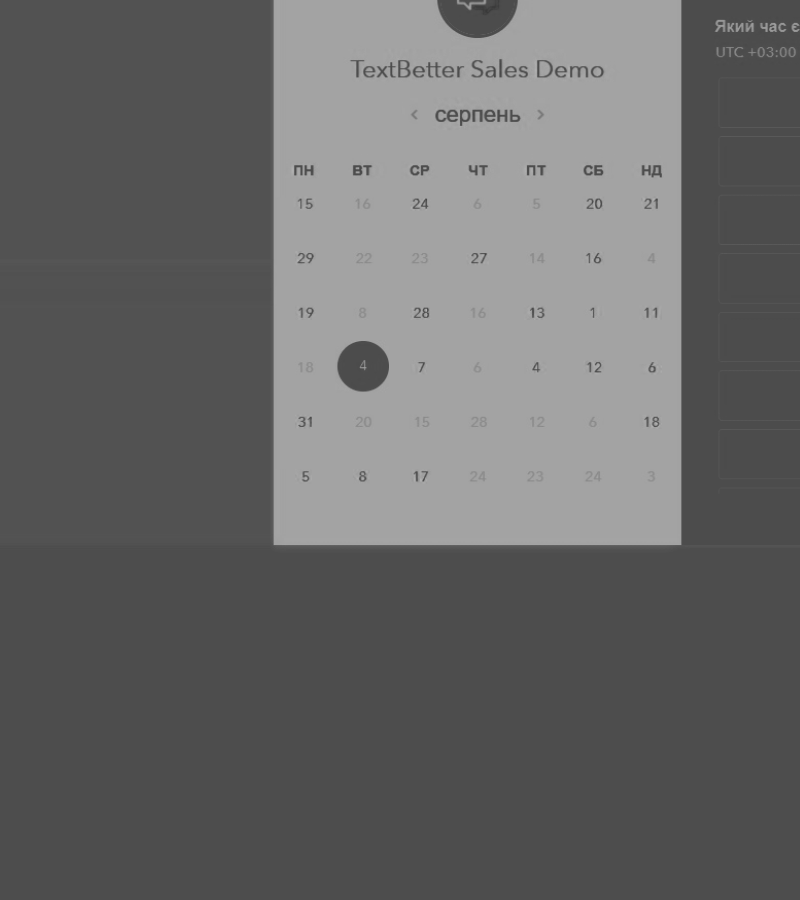 Який час є
UTC +03:00
TextBetter Sales Demo
< серпень >
ПН ВТ СР ЧТ ПТ СБ НД
15 16 24 6 5 20 21
29 22 23 27 14 16 4
19 8 28 16 13 1 11
18 4 7 6 4 12 6
31 20 15 28 12 6 18
5 8 17 24 23 24 3